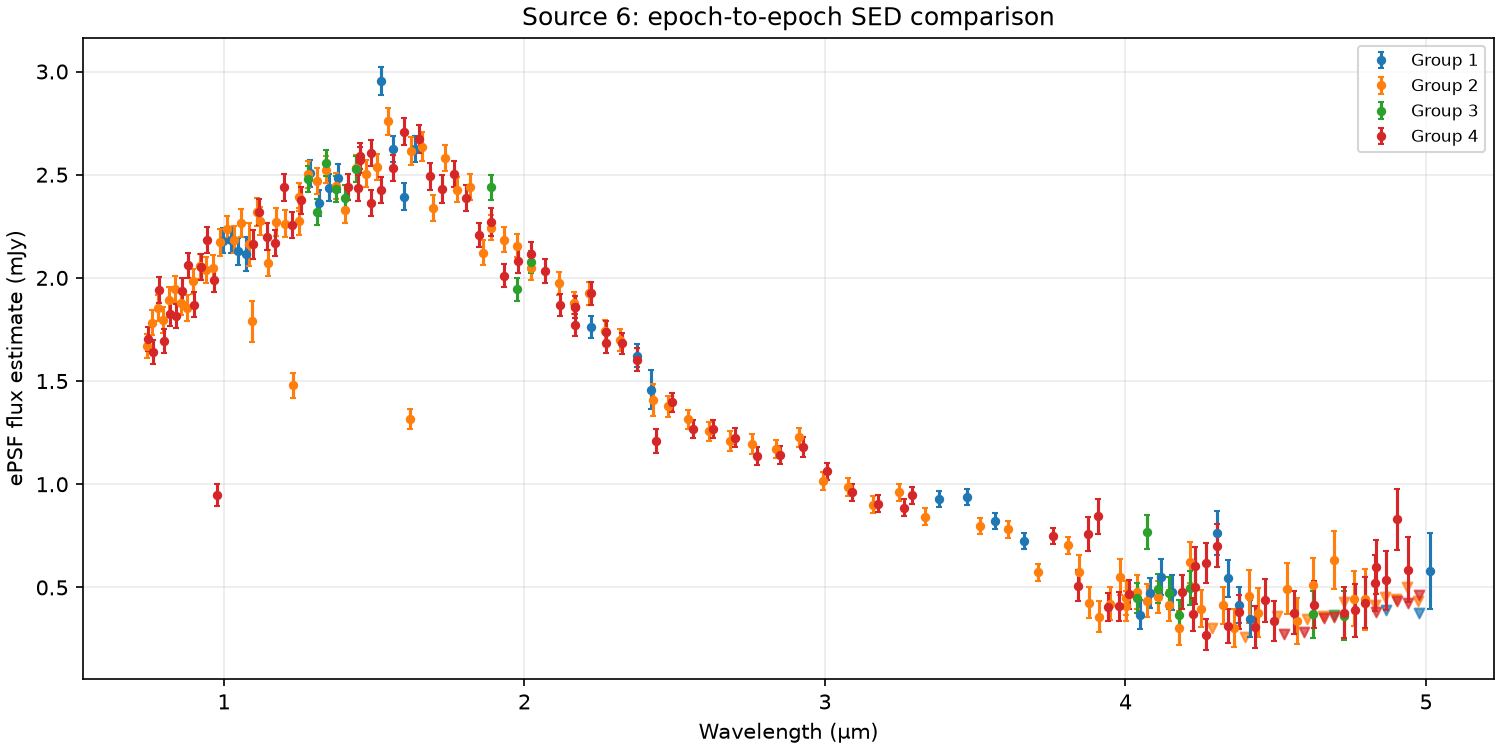 Source 6: epoch-to-epoch SED comparison
ePSF flux estimate (mJy)
3.0
2.5
2.0
1.5
1.0
0.5
Group 1
Group 2
Group 3
Group 4
1
2
3
4
5
Wavelength (µm)